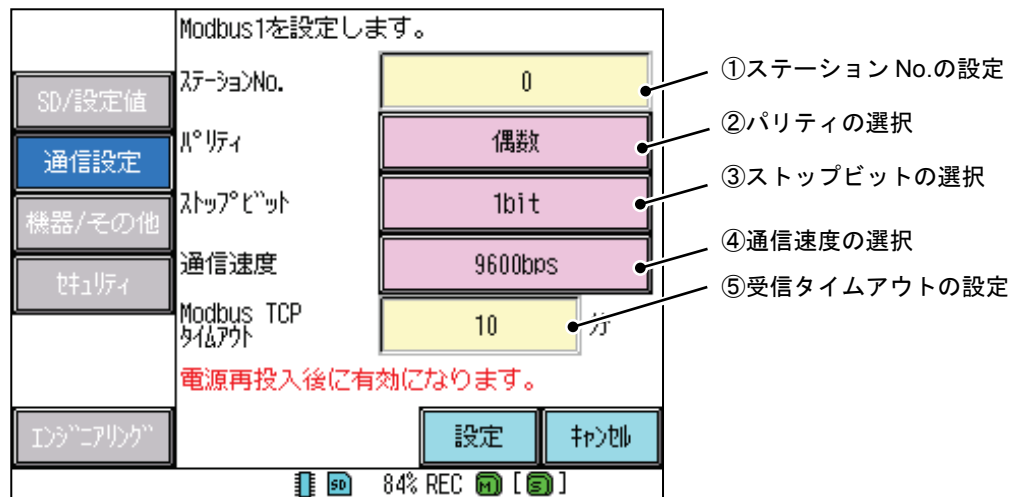 Modbus1を設定します。
SD/設定値
通信設定
機器/その他
ｾｷｭﾘﾃｨ
ｴﾝｼﾞﾆｱﾘﾝｸﾞ
ｽﾃｰｼｮﾝNo.
0
ﾊﾟﾘﾃｨ
偶数
ｽﾄｯﾌﾟﾋﾞｯﾄ
1bit
通信速度
9600bps
Modbus TCP
ﾀｲﾑｱｳﾄ
10
分
電源再投入後に有効になります。
設定
ｷｬﾝｾﾙ
SD
84% REC M [S]
①ステーション No.の設定
②パリティの選択
③ストップビットの選択
④通信速度の選択
⑤受信タイムアウトの設定